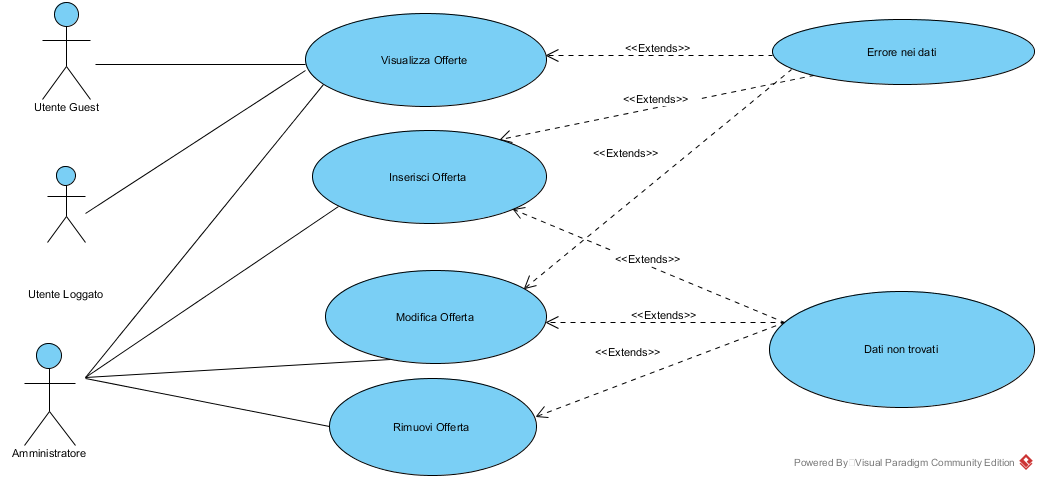 Utente Guest
Utente Loggato
Amministratore
Visualizza Offerte
Inserisci Offerta
Modifica Offerta
Rimuovi Offerta
<<Extends>>
<<Extends>>
<<Extends>>
<<Extends>>
<<Extends>>
<<Extends>>
Errore nei dati
Dati non trovati
Powered By Visual Paradigm Community Edition